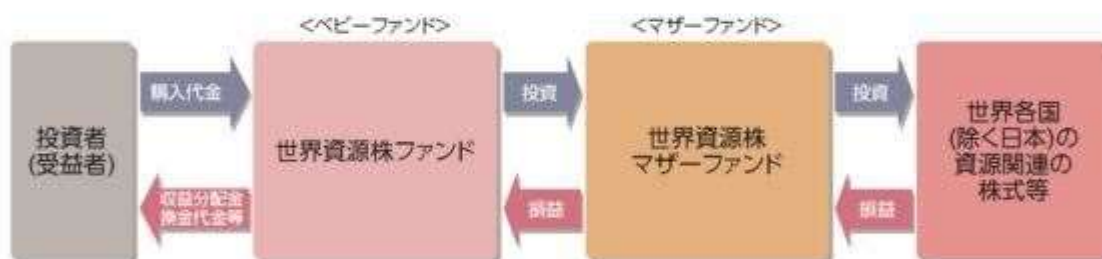 <ベビーファンド>
<マザーファンド>
投資者
(受益者)
購入代金
収益分配金
換金代金等
世界資源株ファンド
投資
損益
世界資源株
マザーファンド
投資
損益
世界各国
(除く日本)の
資源関連の
株式等